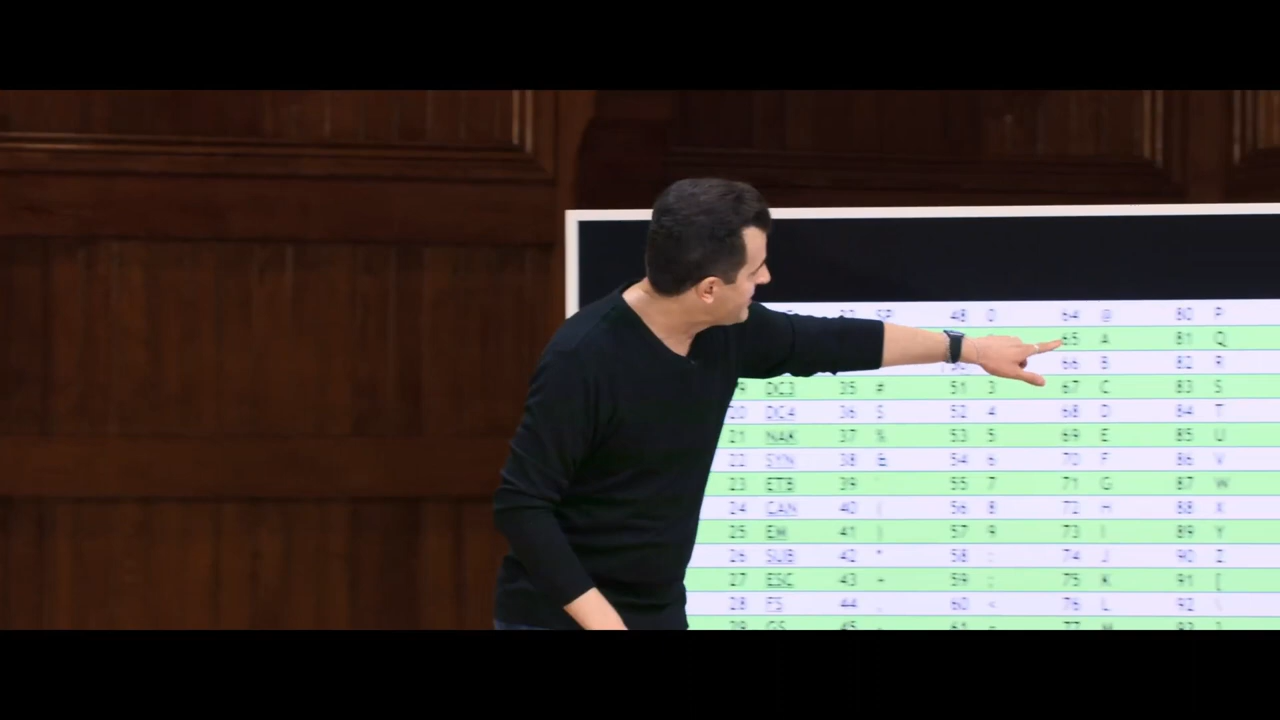 48 0 64 @ 80 P
65 A 81 Q
66 B 82 R
DC3 35 # 51 3 67 C 83 S
20 DC4 36 $ 52 4 68 D 84 T
21 NAK 37 % 53 5 69 E 85 U
22 SYN 38 & 54 6 70 F 86 V
23 ETB 39 ' 55 7 71 G 87 W
24 CAN 40 ( 56 8 72 H 88 X
25 EM 41 ) 57 9 73 I 89 Y
26 SUB 42 * 58 : 74 J 90 Z
27 ESC 43 + 59 ; 75 K 91 [
28 FS 44 , 60 < 76 L 92 \